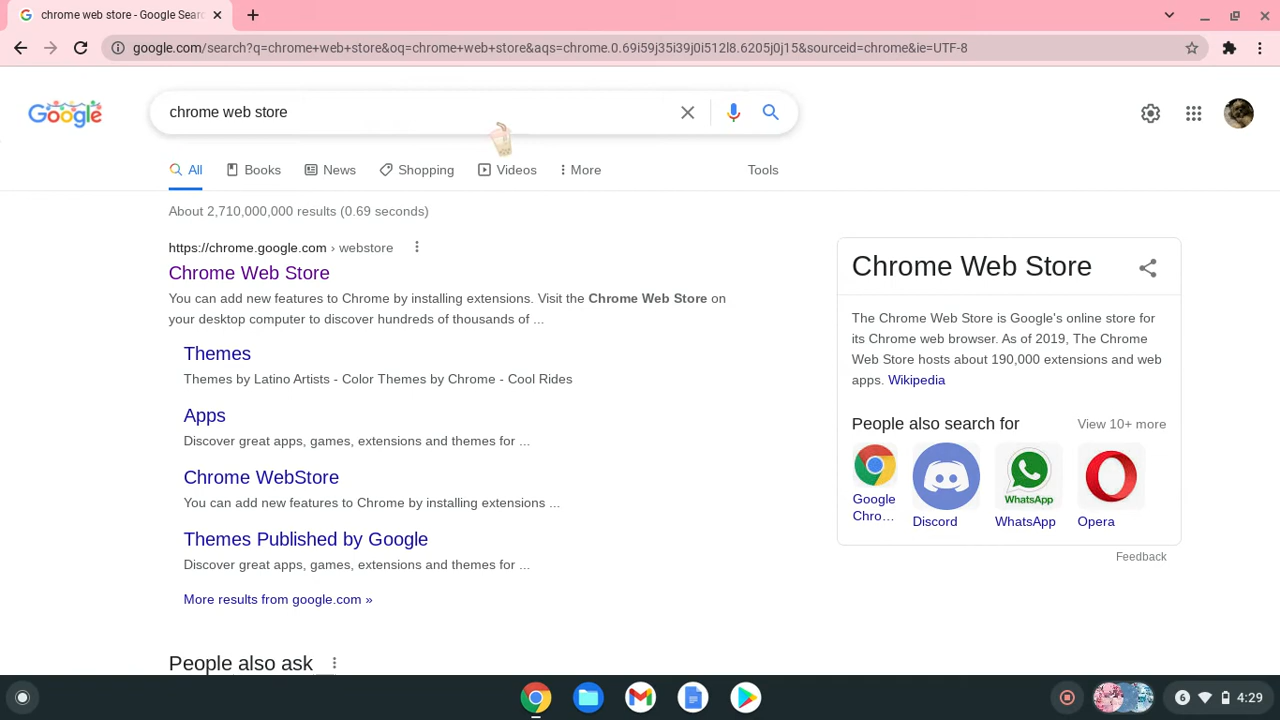 chrome web store - Google Sear
google.com/search?q=chrome+web+store&oq=chrome+web+store&aqs=chrome.0.69i59j35i39j0i512l8.6205j0j15&sourceid=chrome&ie=UTF-8
Google
chrome web store
All
Books
News
Shopping
Videos
More
Tools
About 2,710,000,000 results (0.69 seconds)
https://chrome.google.com › webstore
Chrome Web Store
You can add new features to Chrome by installing extensions. Visit the Chrome Web Store on
your desktop computer to discover hundreds of thousands of ...
Themes
Themes by Latino Artists - Color Themes by Chrome - Cool Rides
Apps
Discover great apps, games, extensions and themes for ...
Chrome WebStore
You can add new features to Chrome by installing extensions ...
Themes Published by Google
Discover great apps, games, extensions and themes for ...
More results from google.com »
People also ask
Chrome Web Store
The Chrome Web Store is Google's online store for
its Chrome web browser. As of 2019, The Chrome
Web Store hosts about 190,000 extensions and web
apps. Wikipedia
People also search for
View 10+ more
Google
Chro…
Discord
WhatsApp
WhatsApp
Opera
Feedback
6
4:29